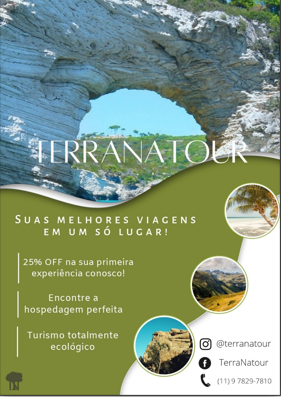 TERRANATOUR
SUAS MELHORES VIAGENS
EM UM SÓ LUGAR!
25% OFF na sua primeira
experiência conosco!
Encontre a
hospedagem perfeita
Turismo totalmente
ecológico
@terranatour
TerraNatour
(11) 9 7829-7810